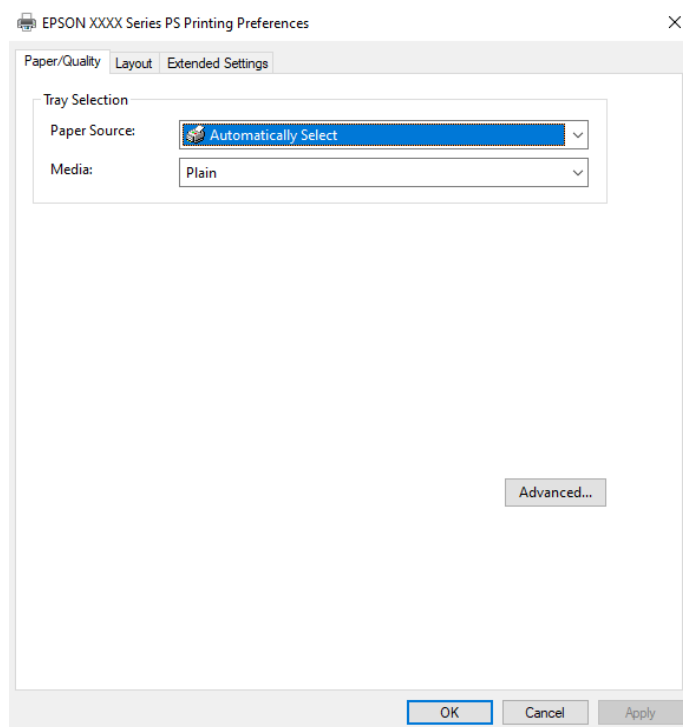 EPSON XXXX Series PS Printing Preferences
Paper/Quality Layout Extended Settings
Tray Selection
Paper Source: Automatically Select
Media: Plain
Advanced...
OK Cancel Apply